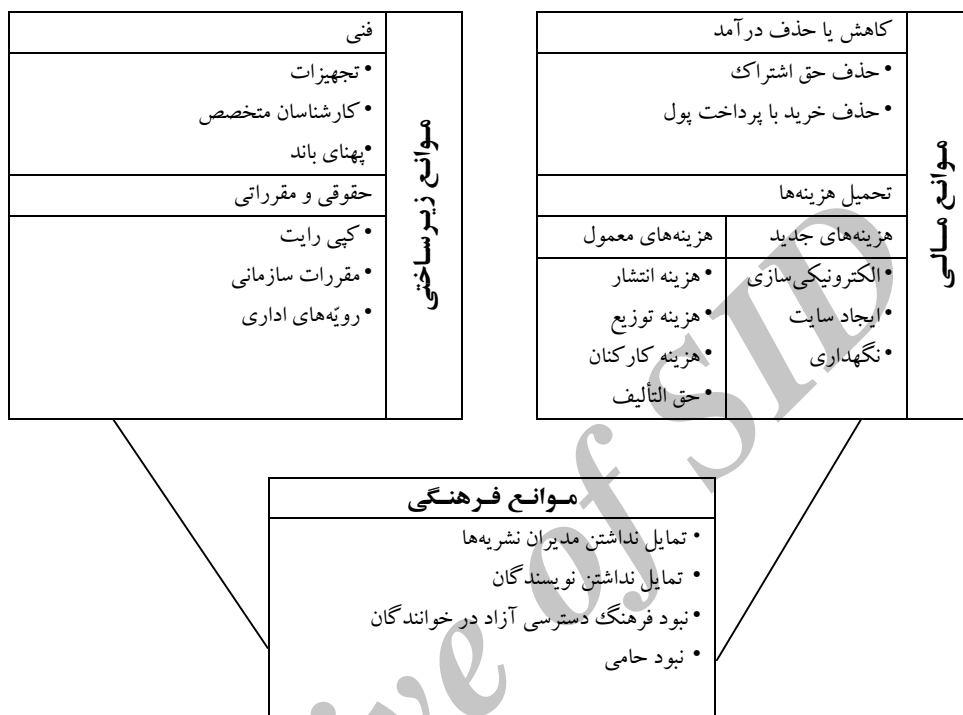 کاهش یا حذف درآمد
• حذف حق اشتراک
• حذف خرید با پرداخت پول
تحمیل هزینه‌ها
هزینه‌های جدید
• الکترونیکی‌سازی
• ایجاد سایت
• نگهداری
هزینه‌های معمول
• هزینه انتشار
• هزینه توزیع
• هزینه کارکنان
• حق التألیف
موانع مالی
فنی
• تجهیزات
• کارشناسان متخصص
• پهنای باند
حقوقی و مقرراتی
• کپی رایت
• مقررات سازمانی
• رویّه‌های اداری
موانع زیرساختی
موانع فرهنگی
• تمایل نداشتن مدیران نشریه‌ها
• تمایل نداشتن نویسندگان
• نبود فرهنگ دسترسی آزاد در خوانندگان
• نبود حامی
ive of SID